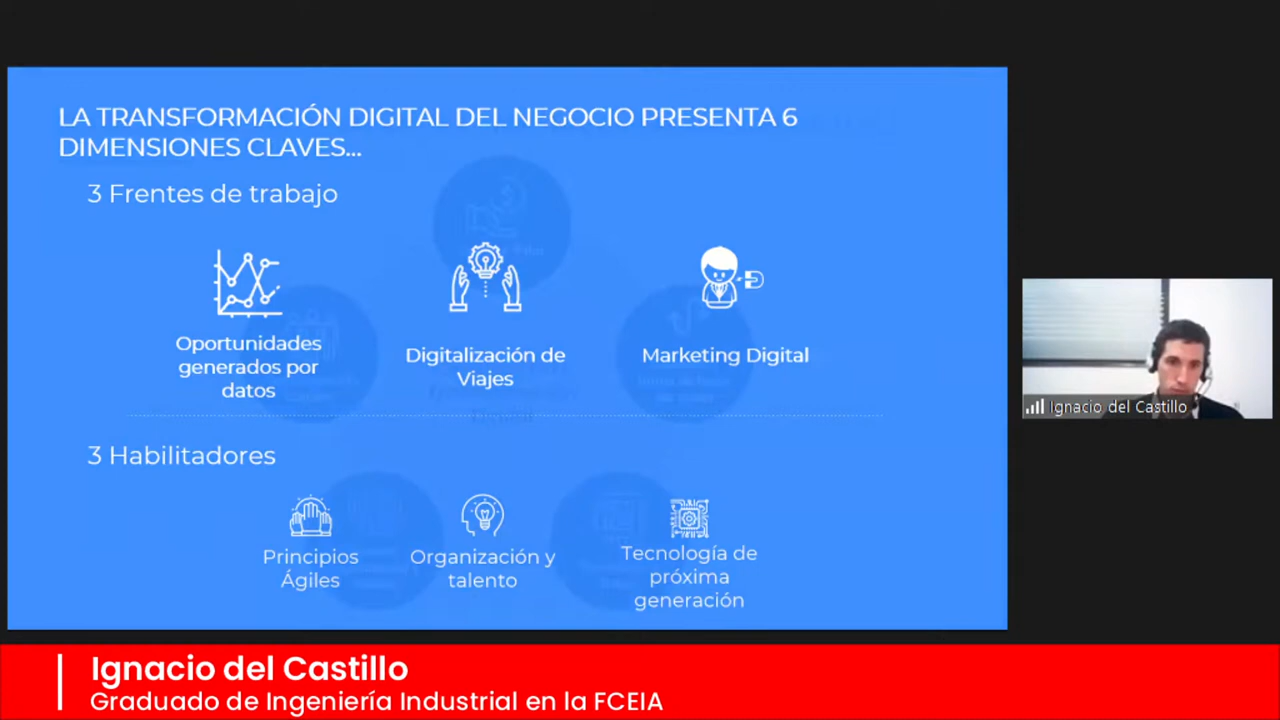 LA TRANSFORMACIÓN DIGITAL DEL NEGOCIO PRESENTA 6
DIMENSIONES CLAVES...
3 Frentes de trabajo
Oportunidades
generados por
datos
Digitalización de
Viajes
Marketing Digital
3 Habilitadores
Principios
Ágiles
Organización y
talento
Tecnología de
próxima
generación
Ignacio del Castillo
Ignacio del Castillo
Graduado de Ingeniería Industrial en la FCEIA